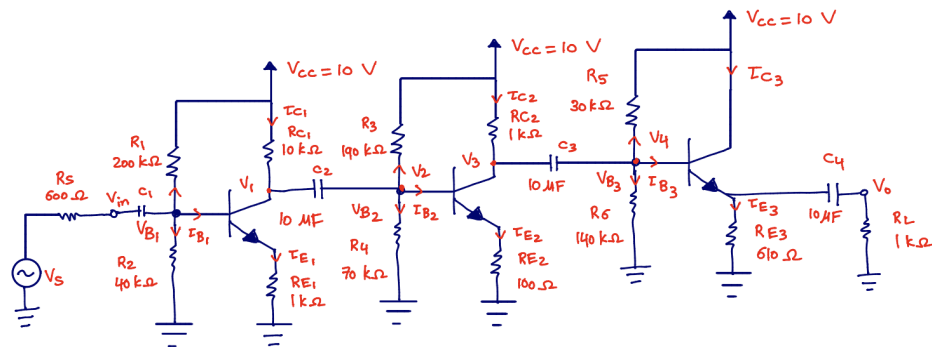 Vcc = 10 V
Ic1
Rc1
10 kΩ
R1
200 kΩ
Rs
600 Ω
Vin
C1
VB1
IB1
R2
40 kΩ
Vs
V1
IE1
RE1
1 kΩ
C2
10 μF
Vcc = 10 V
R3
190 kΩ
Ic2
Rc2
1 kΩ
V2
V3
VB2
IB2
R4
70 kΩ
IE2
RE2
100 Ω
C3
10 μF
Vcc = 10 V
R5
30 kΩ
Ic3
V4
VB3
IB3
R6
140 kΩ
IE3
RE3
610 Ω
C4
10 μF
Vo
RL
1 kΩ